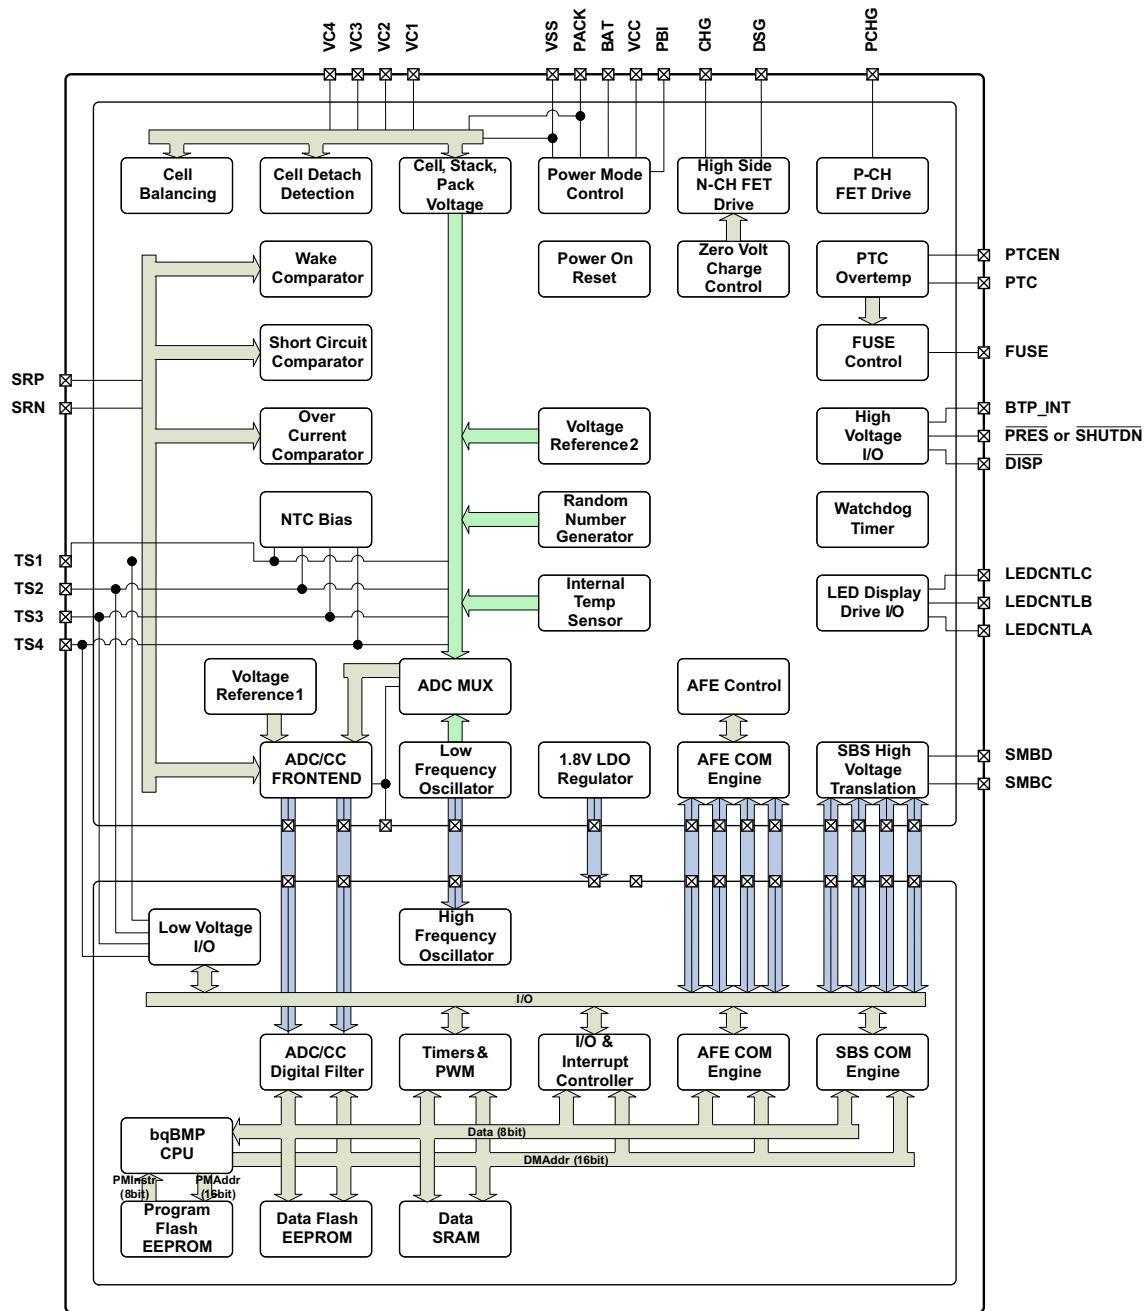 VC4
VC3
VC2
VC1
VSS
PACK
BAT
VCC
PBI
CHG
DSG
PCHG
Cell
Balancing
Cell Detach
Detection
Cell, Stack,
Pack
Voltage
Power Mode
Control
High Side
N-CH FET
Drive
P-CH
FET Drive
Wake
Comparator
Power On
Reset
Zero Volt
Charge
Control
PTC
Overtemp
PTCEN
PTC
Short Circuit
Comparator
FUSE
Control
FUSE
SRP
SRN
Over
Current
Comparator
Voltage
Reference2
High
Voltage
I/O
BTP_INT
PRES or SHUTDN
DISP
NTC Bias
Random
Number
Generator
Watchdog
Timer
TS1
TS2
TS3
TS4
Internal
Temp
Sensor
LED Display
Drive I/O
LEDCNTLC
LEDCNTLB
LEDCNTLA
Voltage
Reference1
ADC MUX
AFE Control
ADC/CC
FRONTEND
Low
Frequency
Oscillator
1.8V LDO
Regulator
AFE COM
Engine
SBS High
Voltage
Translation
SMBD
SMBC
Low Voltage
I/O
High
Frequency
Oscillator
I/O
ADC/CC
Digital Filter
Timers&
PWM
I/O &
Interrupt
Controller
AFE COM
Engine
SBS COM
Engine
bqBMP
CPU
Data (8bit)
DMAddr (16bit)
PMInstr
(8bit)
PMAddr
(16bit)
Program
Flash
EEPROM
Data Flash
EEPROM
Data
SRAM